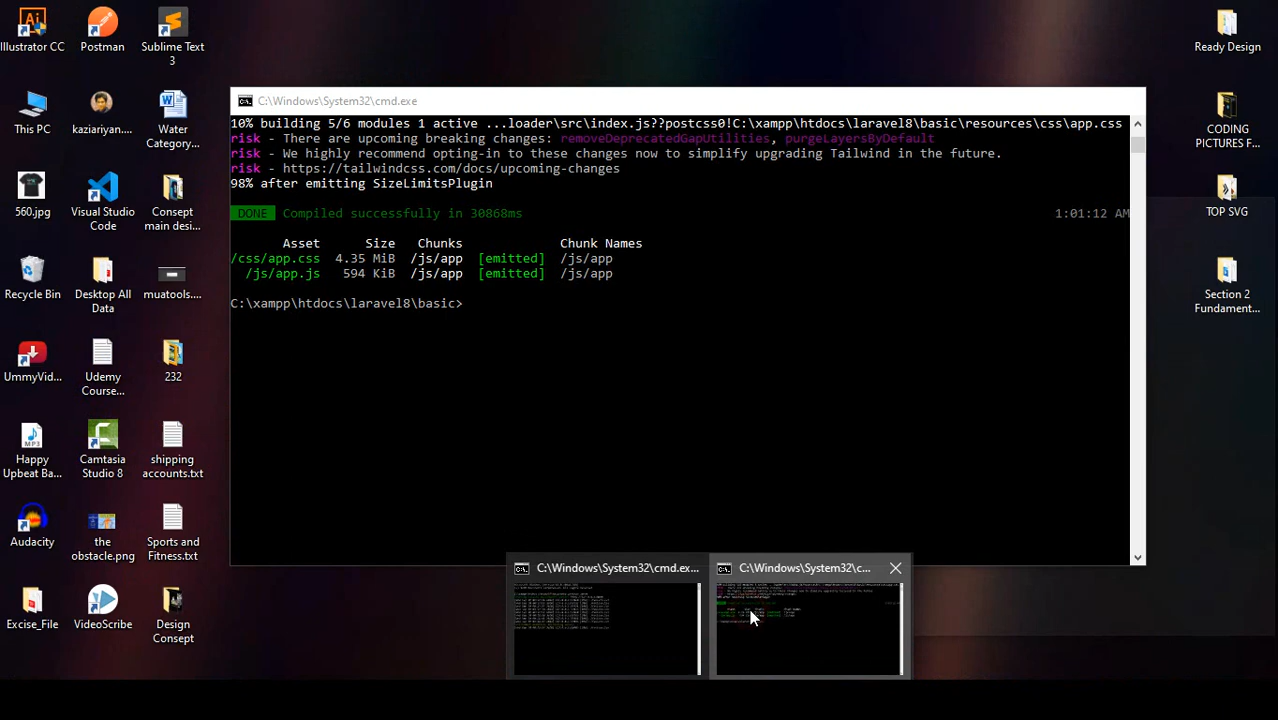 Illustrator CC
Postman
Sublime Text
3
Ready Design
C:\Windows\System32\cmd.exe
10% building 5/6 modules 1 active ...loader\src\index.js??postcss0!C:\xampp\htdocs\laravel8\basic\resources\css\app.css
risk - There are upcoming breaking changes: removeDeprecatedGapUtilities, purgeLayersByDefault
risk - We highly recommend opting-in to these changes now to simplify upgrading Tailwind in the future.
risk - https://tailwindcss.com/docs/upcoming-changes
98% after emitting SizeLimitsPlugin
DONE Compiled successfully in 30868ms 1:01:12 AM
Asset Size Chunks Chunk Names
/css/app.css 4.35 MiB /js/app [emitted] /js/app
/js/app.js 594 KiB /js/app [emitted] /js/app
C:\xampp\htdocs\laravel8\basic>
This PC
kaziariyan....
Water
Category...
CODING
PICTURES F...
560.jpg
Visual Studio
Code
Consept
main desi...
TOP SVG
Recycle Bin
Desktop All
Data
muatools....
Section 2
Fundament...
UmmyVid...
Udemy
Course...
232
Happy
Upbeat Ba...
Camtasia
Studio 8
shipping
accounts.txt
Audacity
the
obstacle.png
Sports and
Fitness.txt
Excise_File
VideoScribe
Design
Concept
C:\Windows\System32\cmd.exe...
C:\Windows\System32\c...